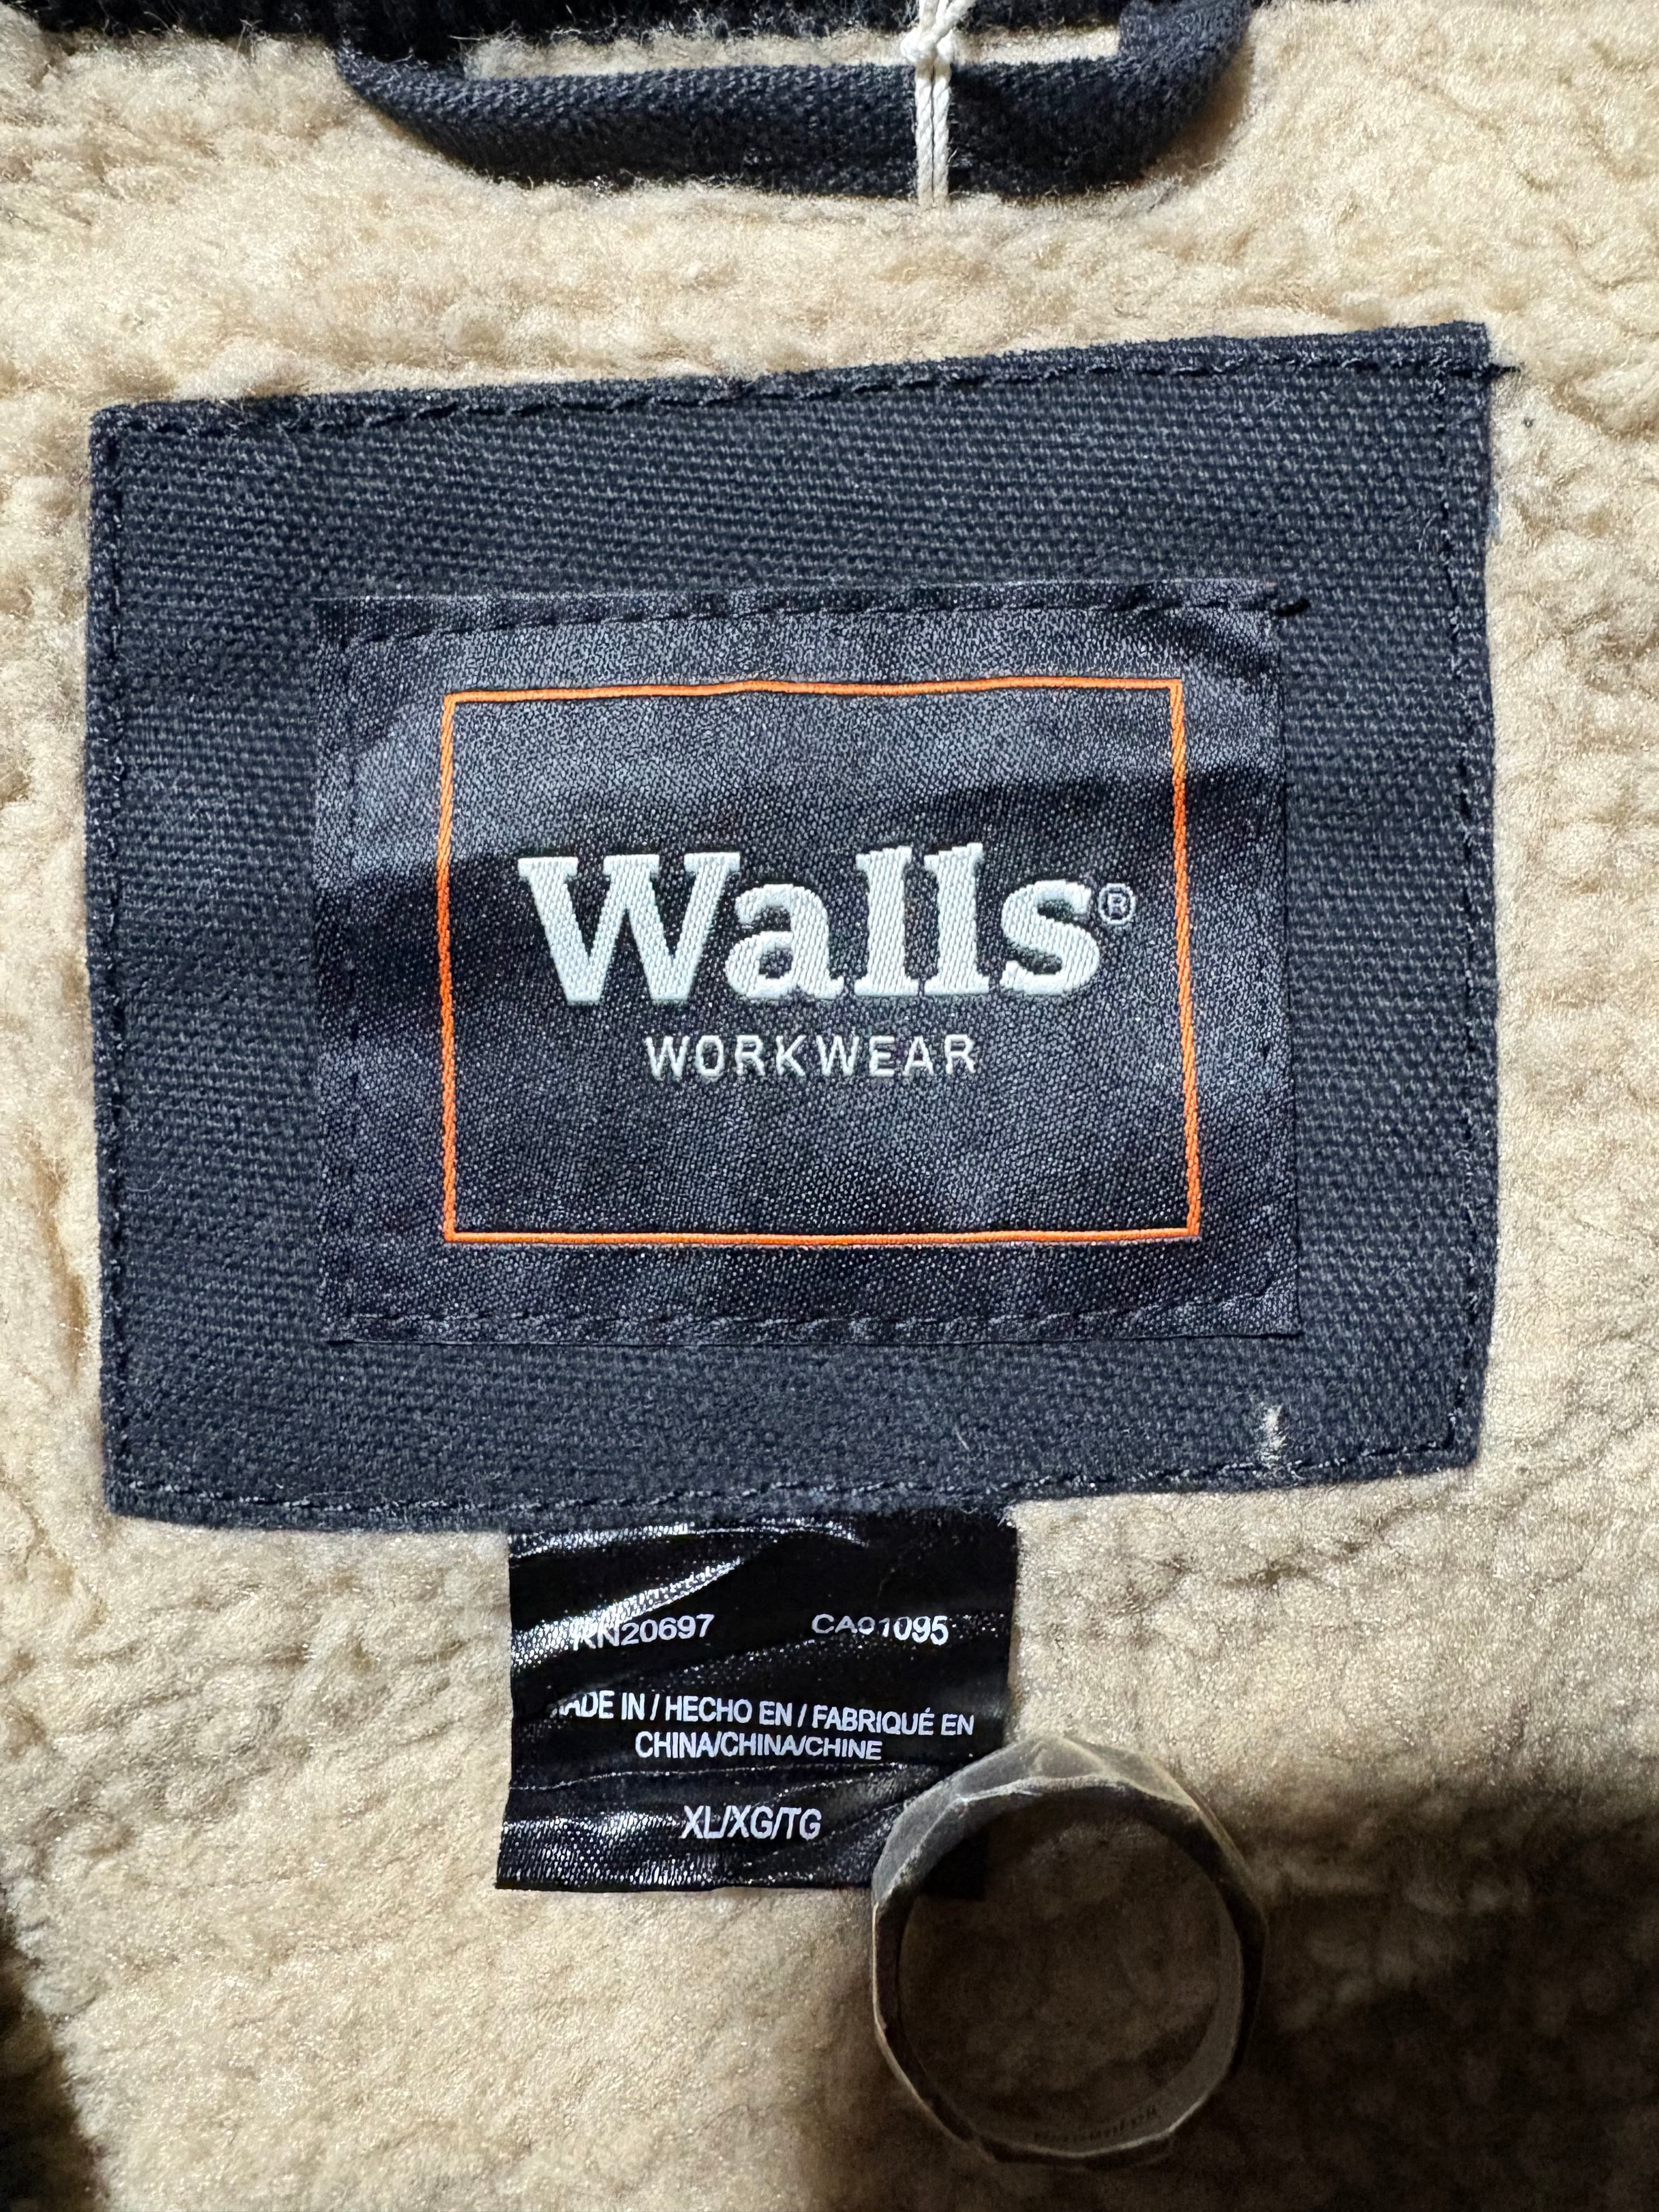 Walls®
WORKWEAR
RN20697 CA01095
MADE IN / HECHO EN / FABRIQUÉ EN
CHINA/CHINA/CHINE
XL/XG/TG